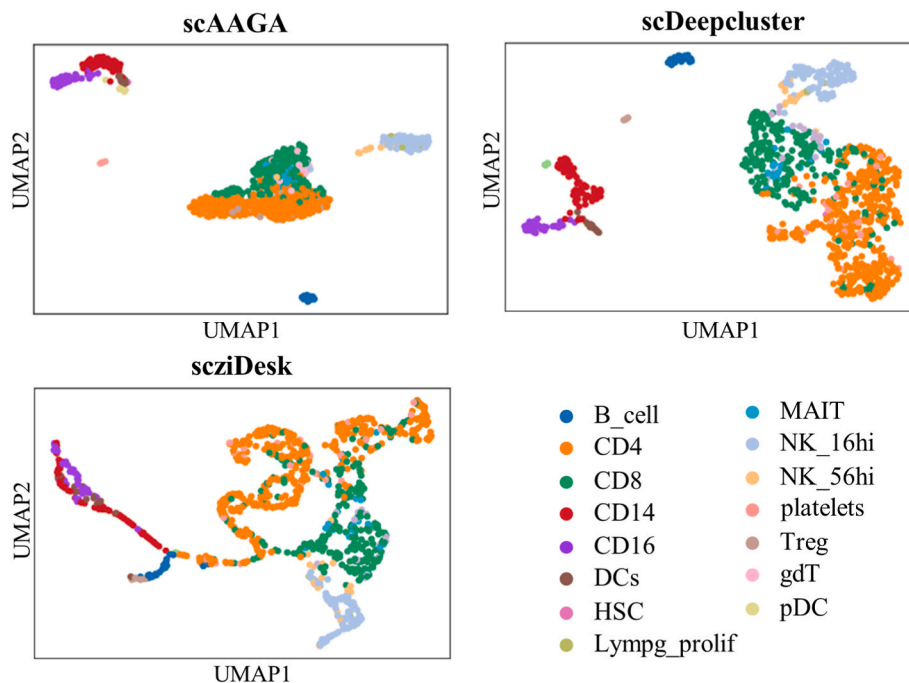 scAAGA
scDeepcluster
UMAP2
UMAP1
UMAP2
UMAP1
scziDesk
UMAP2
UMAP1
B_cell
CD4
CD8
CD14
CD16
DCs
HSC
Lympg_prolif
MAIT
NK_16hi
NK_56hi
platelets
Treg
gdT
pDC